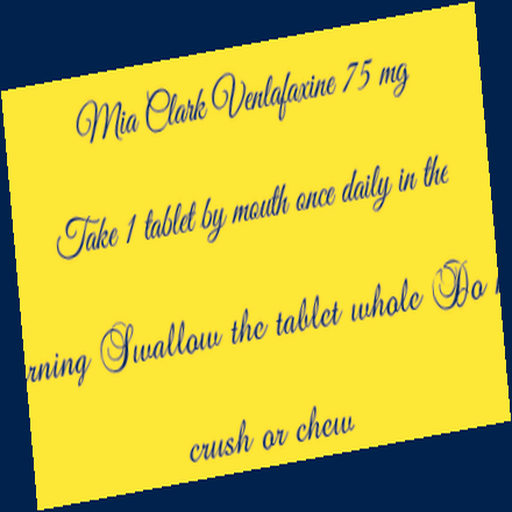 Mia Clark Venlafaxine 75 mg
Take 1 tablet by mouth once daily in the
rning Swallow the tablet whole Do
crush or chew